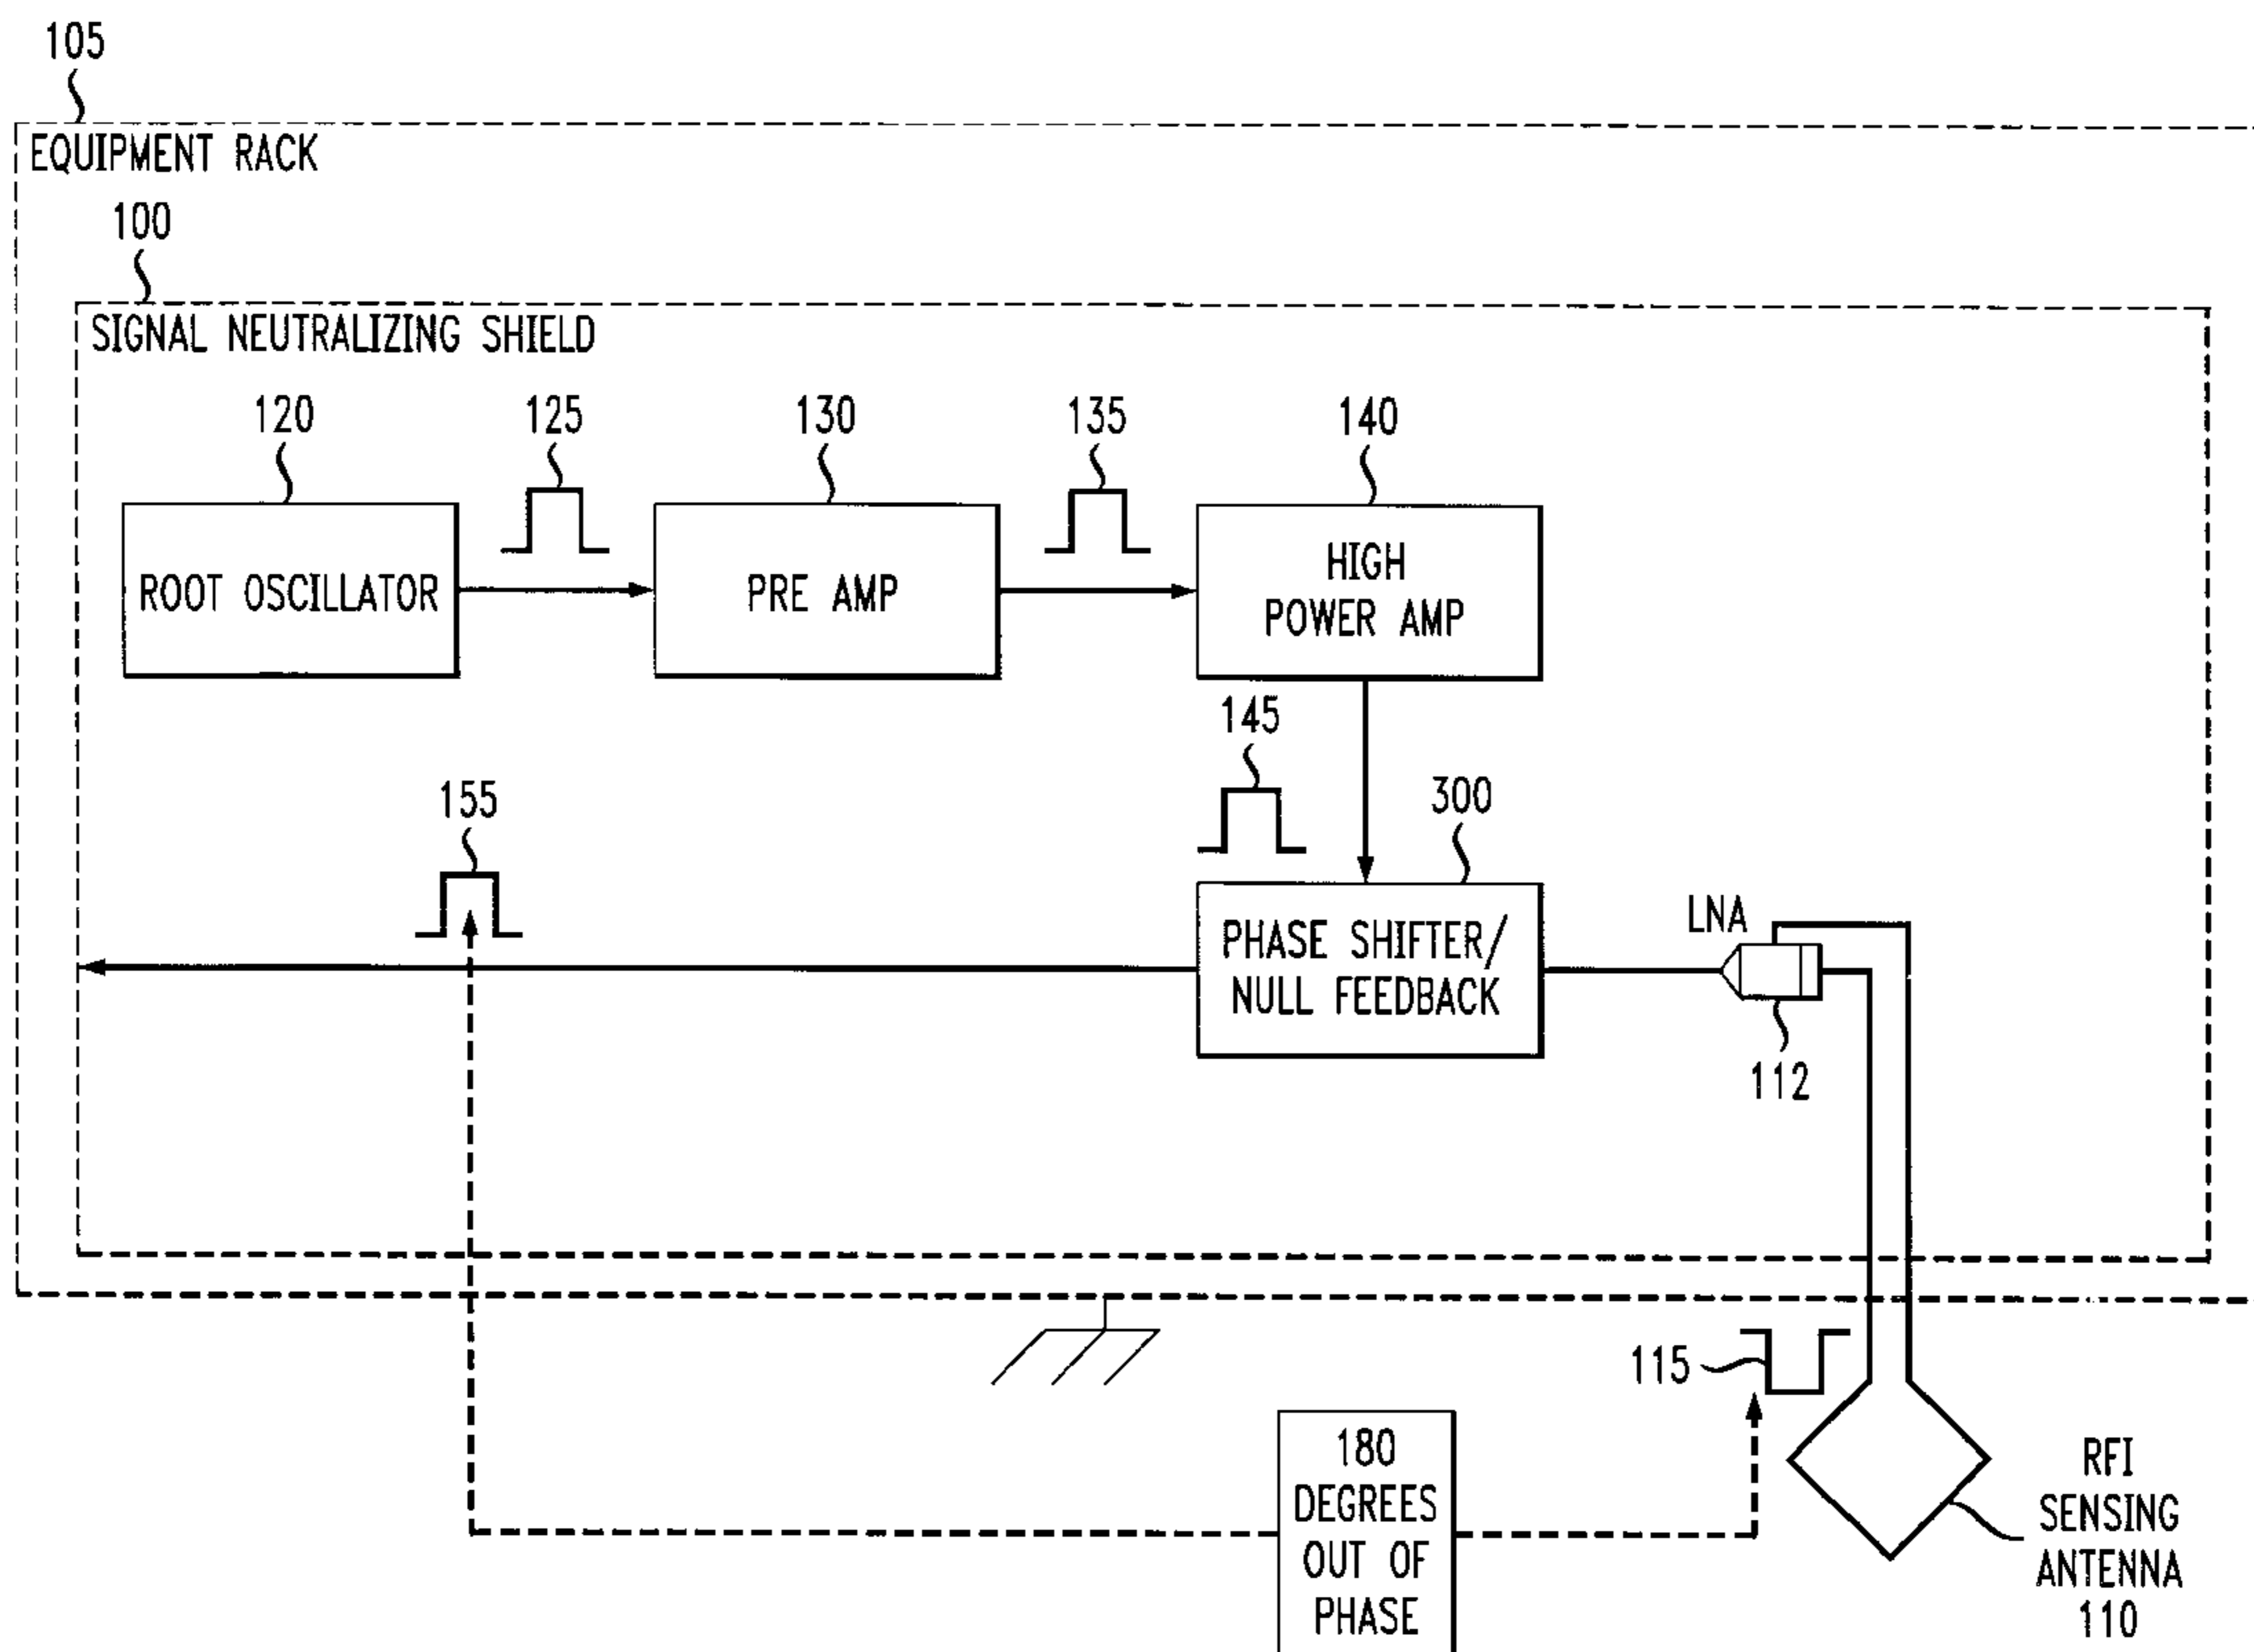 105
EQUIPMENT RACK
100
SIGNAL NEUTRALIZING SHIELD
120
125
130
135
140
ROOT OSCILLATOR
PRE AMP
HIGH
POWER AMP
145
155
300
PHASE SHIFTER/
NULL FEEDBACK
LNA
112
115
180
DEGREES
OUT OF
PHASE
RFI
SENSING
ANTENNA
110